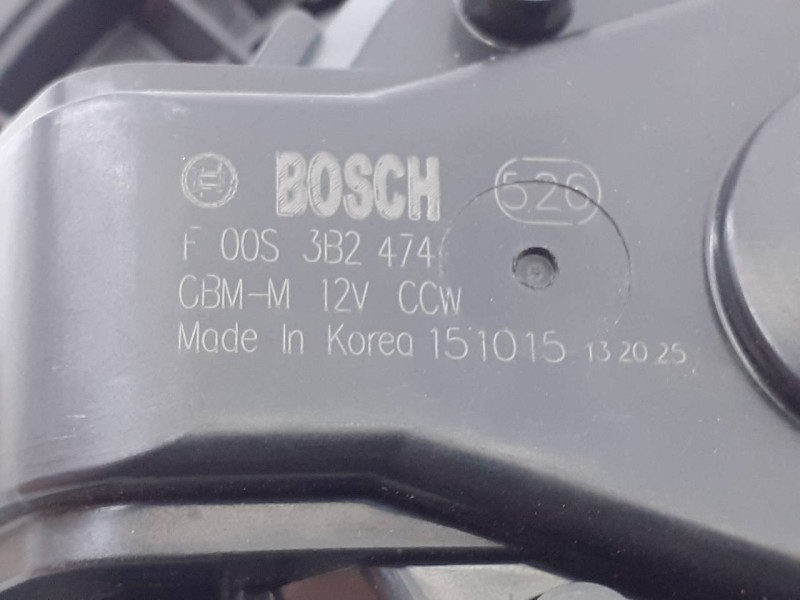 BOSCH 526
F 00S 3B2 474
CBM-M 12V CCW
Made In Korea 151015 13 20 25